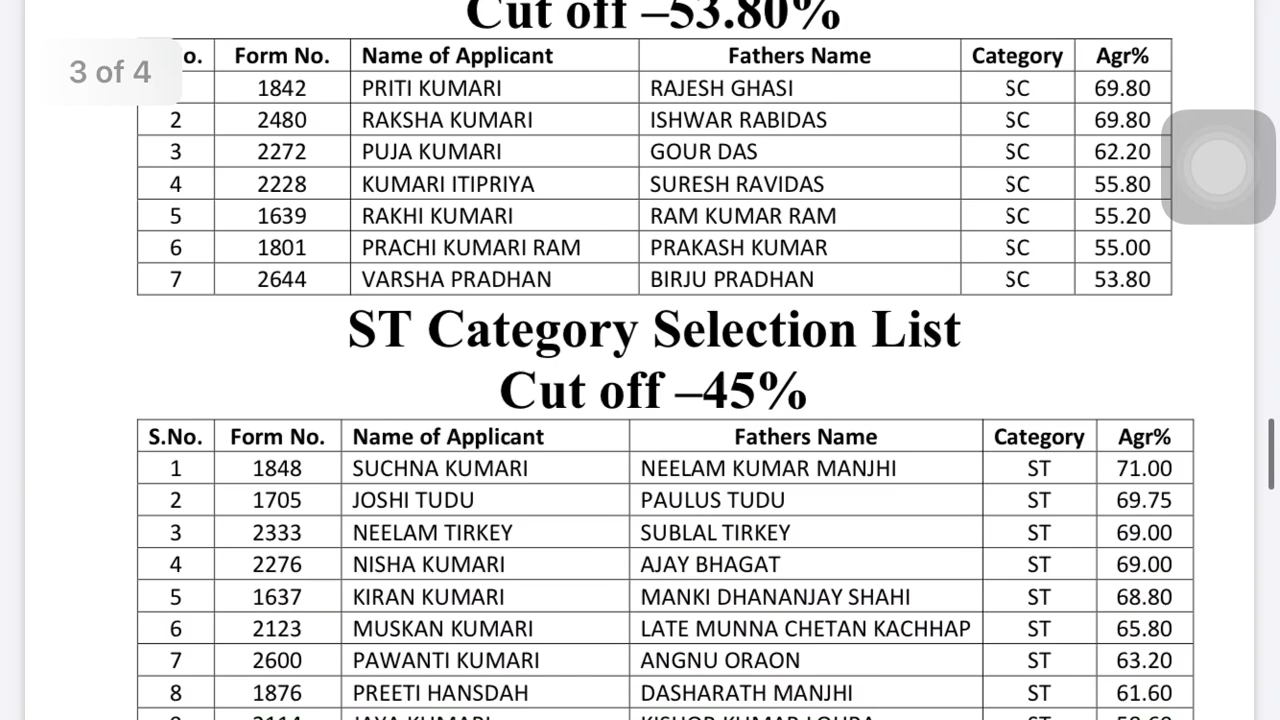 Cut off –53.80%
3 of 4
o. Form No. Name of Applicant Fathers Name Category Agr%
1842 PRITI KUMARI RAJESH GHASI SC 69.80
2 2480 RAKSHA KUMARI ISHWAR RABIDAS SC 69.80
3 2272 PUJA KUMARI GOUR DAS SC 62.20
4 2228 KUMARI ITIPRIYA SURESH RAVIDAS SC 55.80
5 1639 RAKHI KUMARI RAM KUMAR RAM SC 55.20
6 1801 PRACHI KUMARI RAM PRAKASH KUMAR SC 55.00
7 2644 VARSHA PRADHAN BIRJU PRADHAN SC 53.80
ST Category Selection List
Cut off –45%
S.No. Form No. Name of Applicant Fathers Name Category Agr%
1 1848 SUCHNA KUMARI NEELAM KUMAR MANJHI ST 71.00
2 1705 JOSHI TUDU PAULUS TUDU ST 69.75
3 2333 NEELAM TIRKEY SUBLAL TIRKEY ST 69.00
4 2276 NISHA KUMARI AJAY BHAGAT ST 69.00
5 1637 KIRAN KUMARI MANKI DHANANJAY SHAHI ST 68.80
6 2123 MUSKAN KUMARI LATE MUNNA CHETAN KACHHAP ST 65.80
7 2600 PAWANTI KUMARI ANGNU ORAON ST 63.20
8 1876 PREETI HANSDAH DASHARATH MANJHI ST 61.60